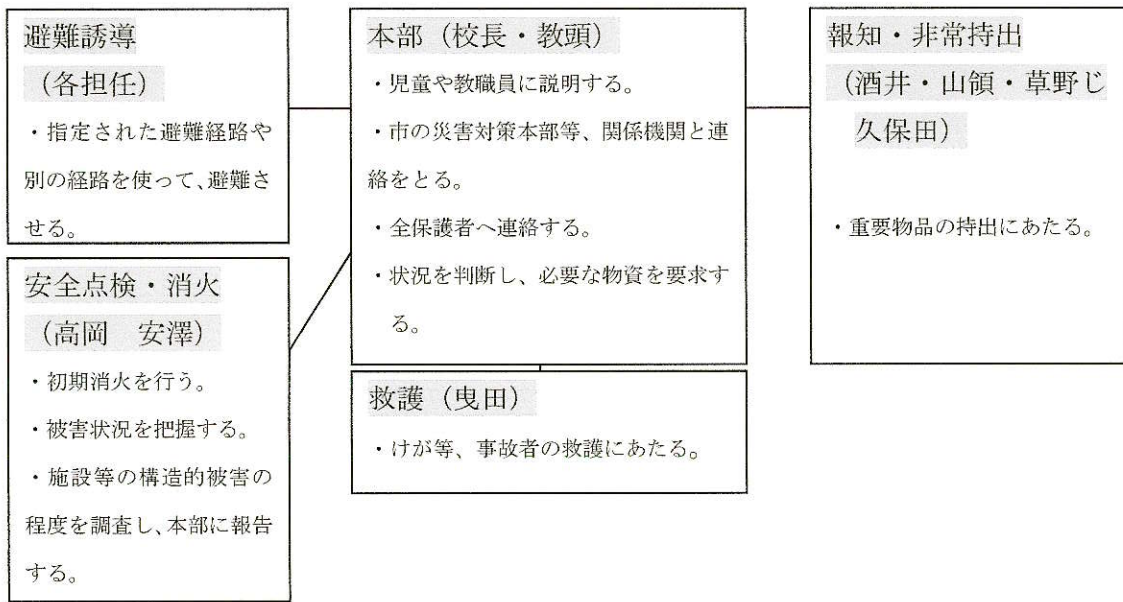 避難誘導
（各担任）
・指定された避難経路や
別の経路を使って、避難さ
せる。
安全点検・消火
（高岡　安澤）
・初期消火を行う。
・被害状況を把握する。
・施設等の構造的被害の
程度を調査し、本部に報告
する。
本部（校長・教頭）
・児童や教職員に説明する。
・市の災害対策本部等、関係機関と連
絡をとる。
・全保護者へ連絡する。
・状況を判断し、必要な物資を要求す
る。
救護（曳田）
・けが等、事故者の救護にあたる。
報知・非常持出
（酒井・山領・草野じ
久保田）
・重要物品の持出にあたる。